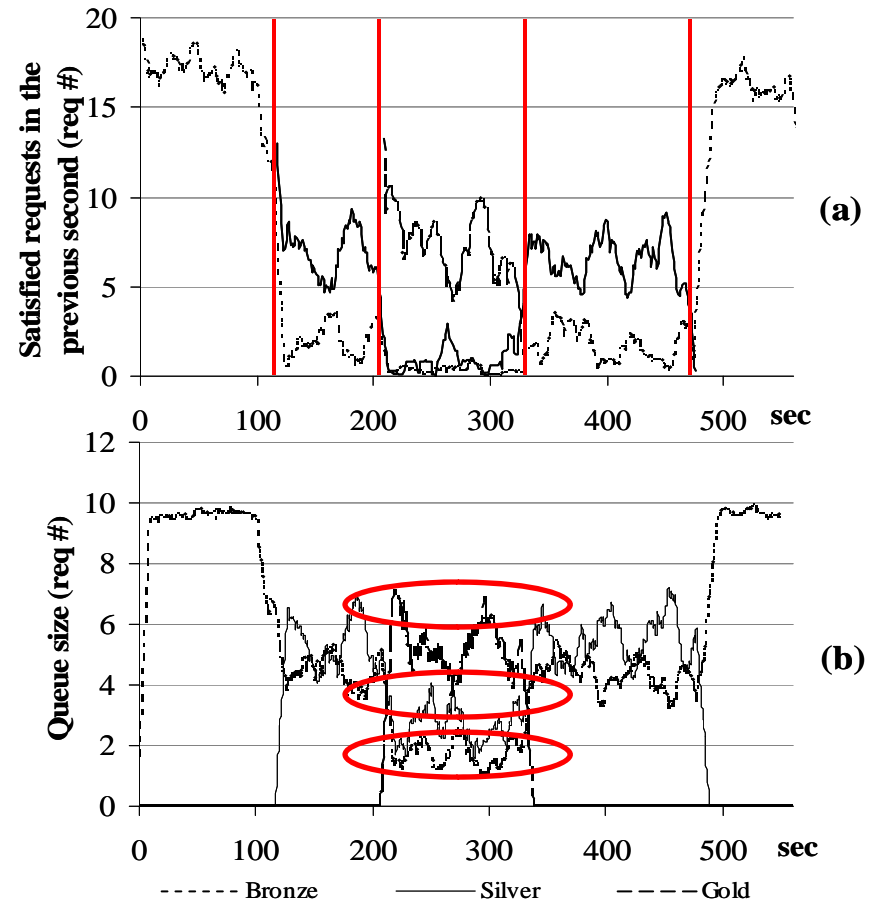 Satisfied requests in the
previous second (req #)
20
15
10
5
0
0 100 200 300 400 500 sec
(a)
Queue size (req #)
12
10
8
6
4
2
0
0 100 200 300 400 500 sec
(b)
Bronze Silver Gold